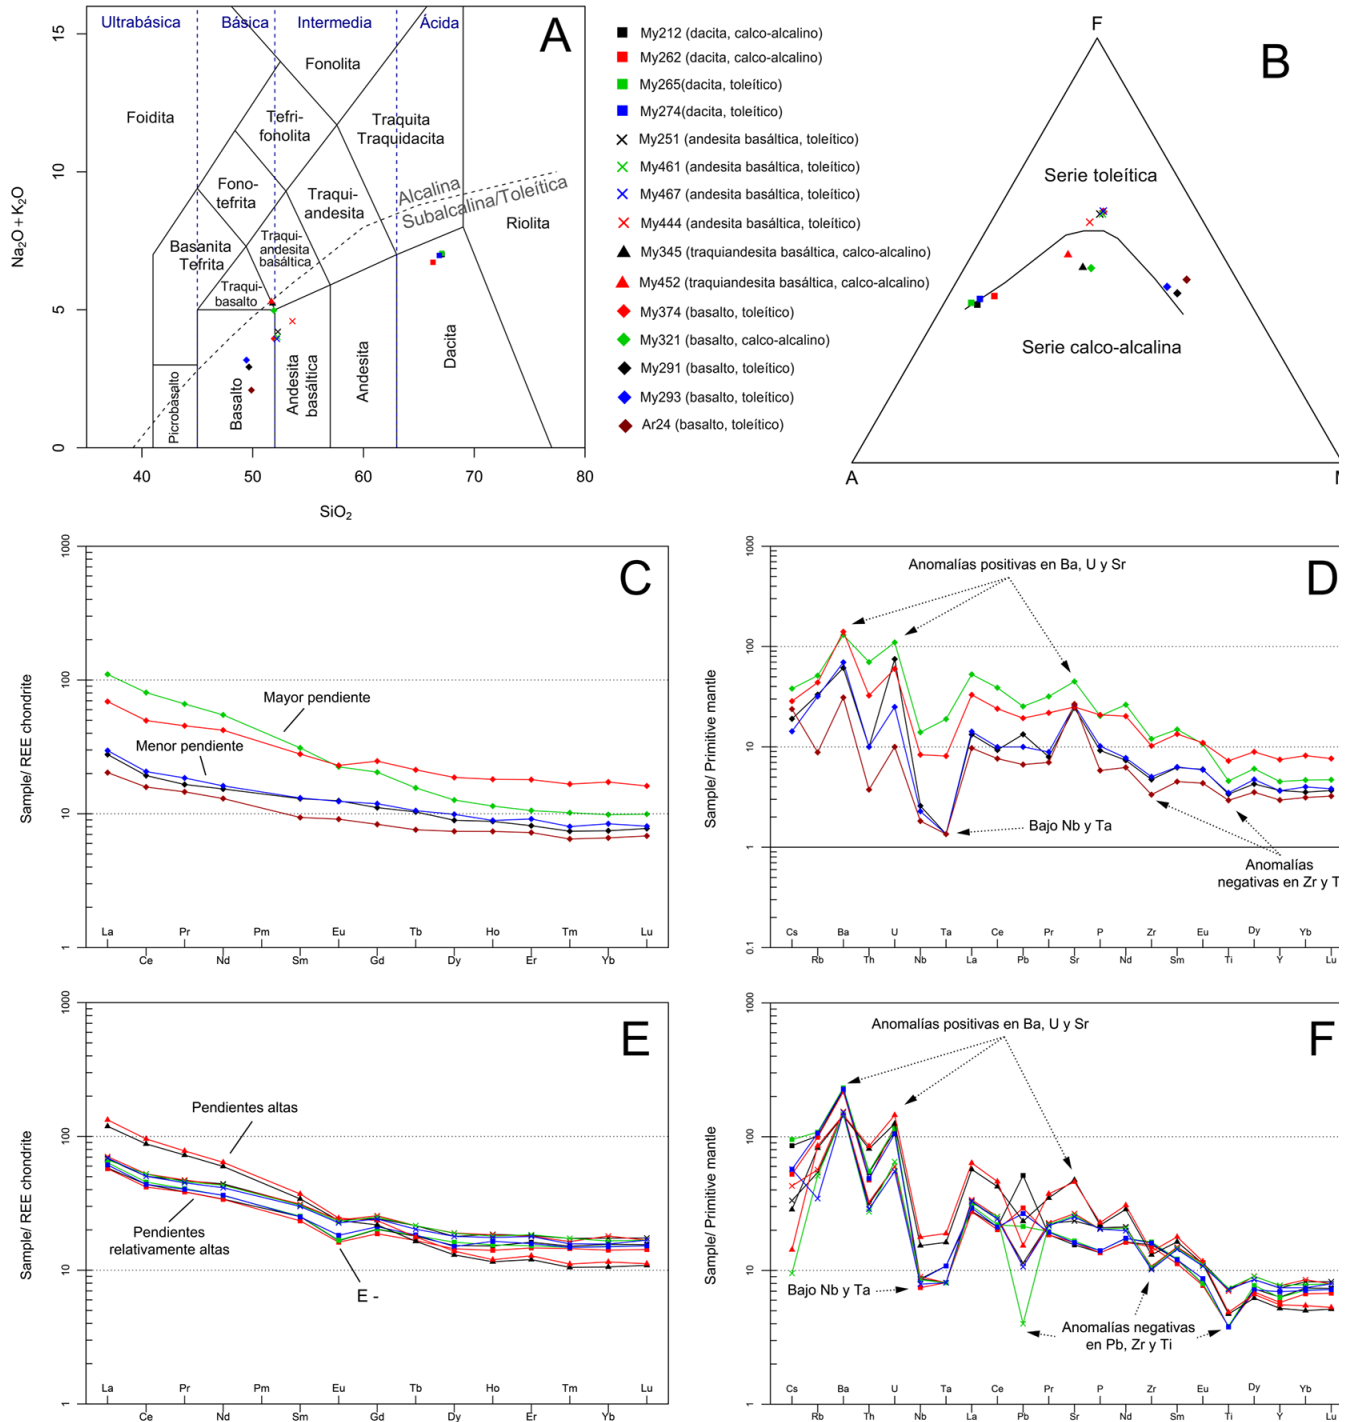 A
Ultrabásica
Básica
Intermedia
Ácida
Foidita
Fonolita
Tefri-
fonolita
Traquita
Traquidacita
Fono-
tefrita
Traqui-
andesita
Alcalina
Subalcalina/Toleítica
Riolita
Basanita
Tefrita
Traqui-
andesita
basáltica
Traqui-
basalto
Picrobasalto
Basalto
Andesita
basáltica
Andesita
Dacita
Na2O + K2O
0
5
10
15
40
50
60
70
80
SiO2
My212 (dacita, calco-alcalino)
My262 (dacita, calco-alcalino)
My265(dacita, toleítico)
My274(dacita, toleítico)
My251 (andesita basáltica, toleítico)
My461 (andesita basáltica, toleítico)
My467 (andesita basáltica, toleítico)
My444 (andesita basáltica, toleítico)
My345 (traquiandesita basáltica, calco-alcalino)
My452 (traquiandesita basáltica, calco-alcalino)
My374 (basalto, toleítico)
My321 (basalto, calco-alcalino)
My291 (basalto, toleítico)
My293 (basalto, toleítico)
Ar24 (basalto, toleítico)
B
F
Serie toleítica
Serie calco-alcalina
A
C
Sample/ REE chondrite
1000
100
10
1
Mayor pendiente
Menor pendiente
La Pr Pm Eu Tb Ho Tm Lu
Ce Nd Sm Gd Dy Er Yb
D
Sample/ Primitive mantle
1000
100
10
1
0.1
Anomalías positivas en Ba, U y Sr
Bajo Nb y Ta
Anomalías
negativas en Zr y T
Cs Ba U Ta Ce Pr P Zr Eu Dy Yb
Rb Th Nb La Pb Sr Nd Sm Ti Y Lu
E
Sample/ REE chondrite
1000
100
10
1
Pendientes altas
Pendientes
relativamente altas
E -
La Pr Pm Eu Tb Ho Tm Lu
Ce Nd Sm Gd Dy Er Yb
F
Sample/ Primitive mantle
1000
100
10
1
Anomalías positivas en Ba, U y Sr
Bajo Nb y Ta
Anomalías negativas
en Pb, Zr y Ti
Cs Ba U Ta La Ce Pr P Zr Eu Dy Yb
Rb Th Nb Pb Sr Nd Sm Ti Y Lu